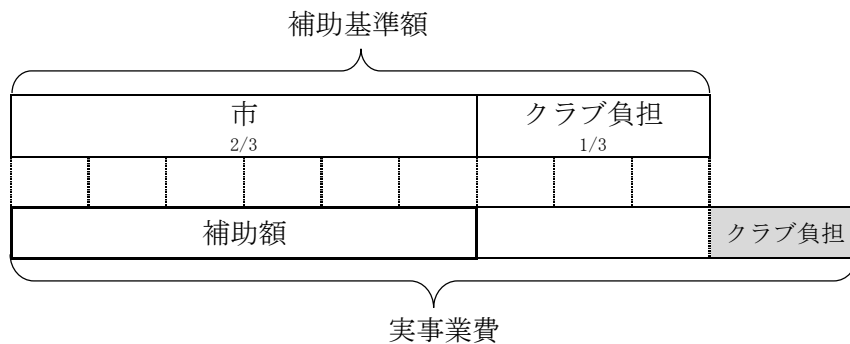 補助基準額
市
2/3
クラブ負担
1/3
補助額
クラブ負担
実事業費